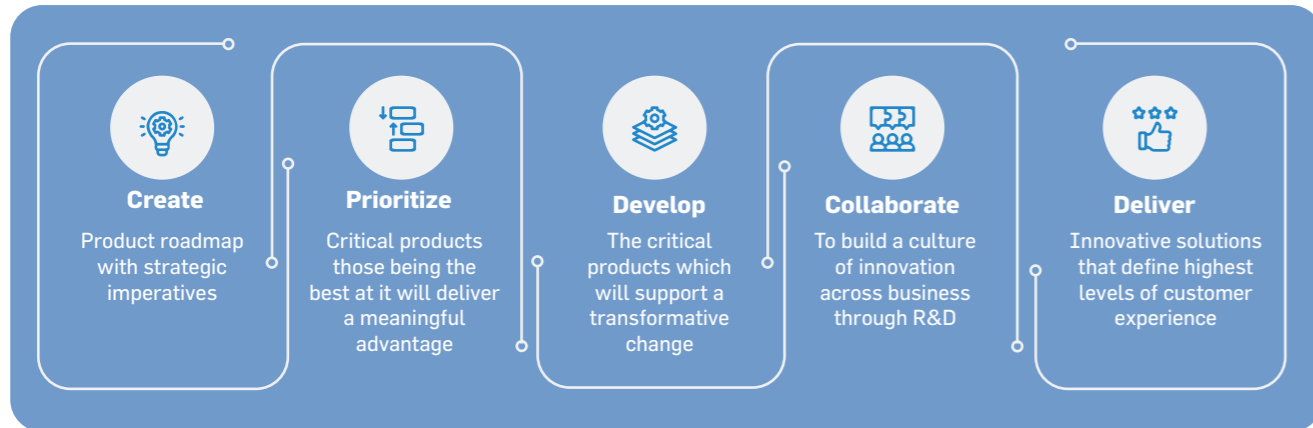 Create
Product roadmap
with strategic
imperatives
Prioritize
Critical products
those being the
best at it will deliver
a meaningful
advantage
Develop
The critical
products which
will support a
transformative
change
Collaborate
To build a culture
of innovation
across business
through R&D
Deliver
Innovative solutions
that define highest
levels of customer
experience